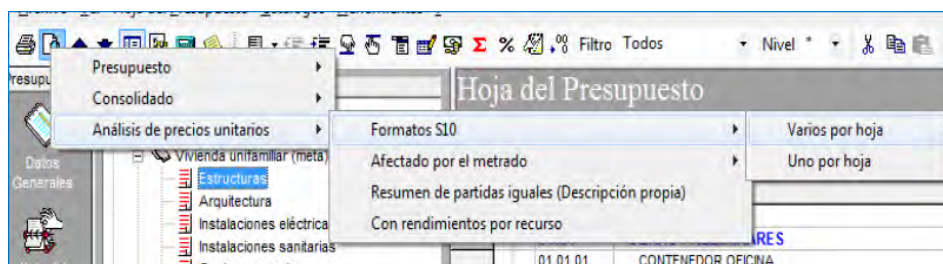 Filtro Todos Nivel *
Presupuesto
Consolidado
Análisis de precios unitarios
Hoja del Presupuesto
Formatos S10
Varios por hoja
Afectado por el metrado
Uno por hoja
Resumen de partidas iguales (Descripción propia)
Con rendimientos por recurso
Datos
Generales
Vivienda unifamiliar (meta)
Estructuras
Arquitectura
Instalaciones eléctrica
Instalaciones sanitarias
01.01.01 CONTENEDOR OFICINA